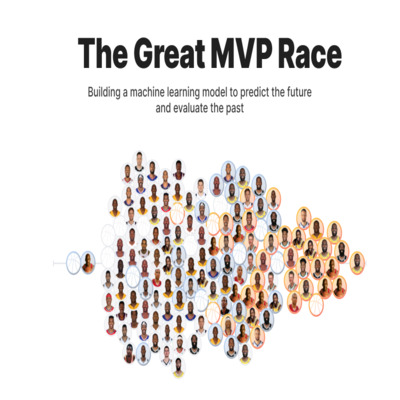 The Great MVP Race
Building a machine learning model to predict the future
and evaluate the past